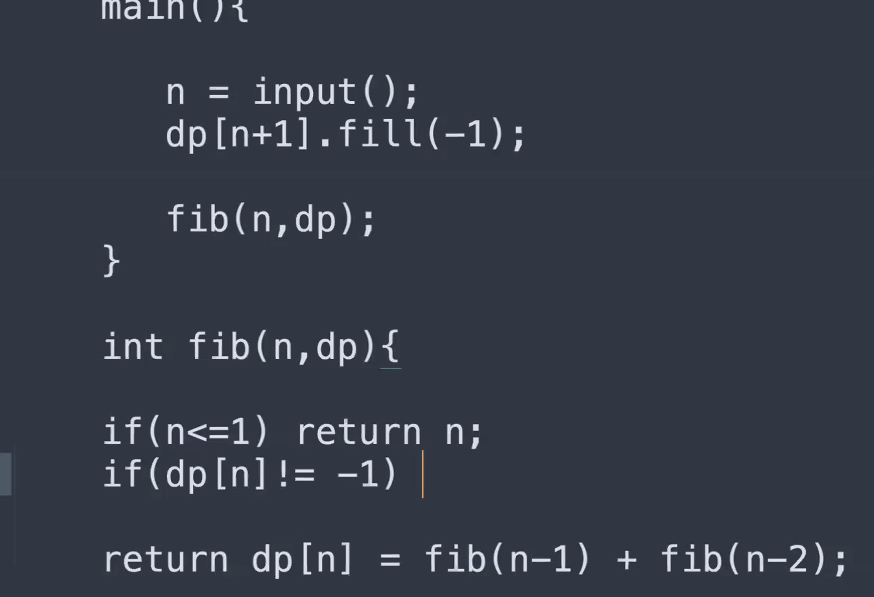 main(){
n = input();
dp[n+1].fill(-1);
fib(n,dp);
}
int fib(n,dp){
if(n<=1) return n;
if(dp[n]!= -1)
return dp[n] = fib(n-1) + fib(n-2);